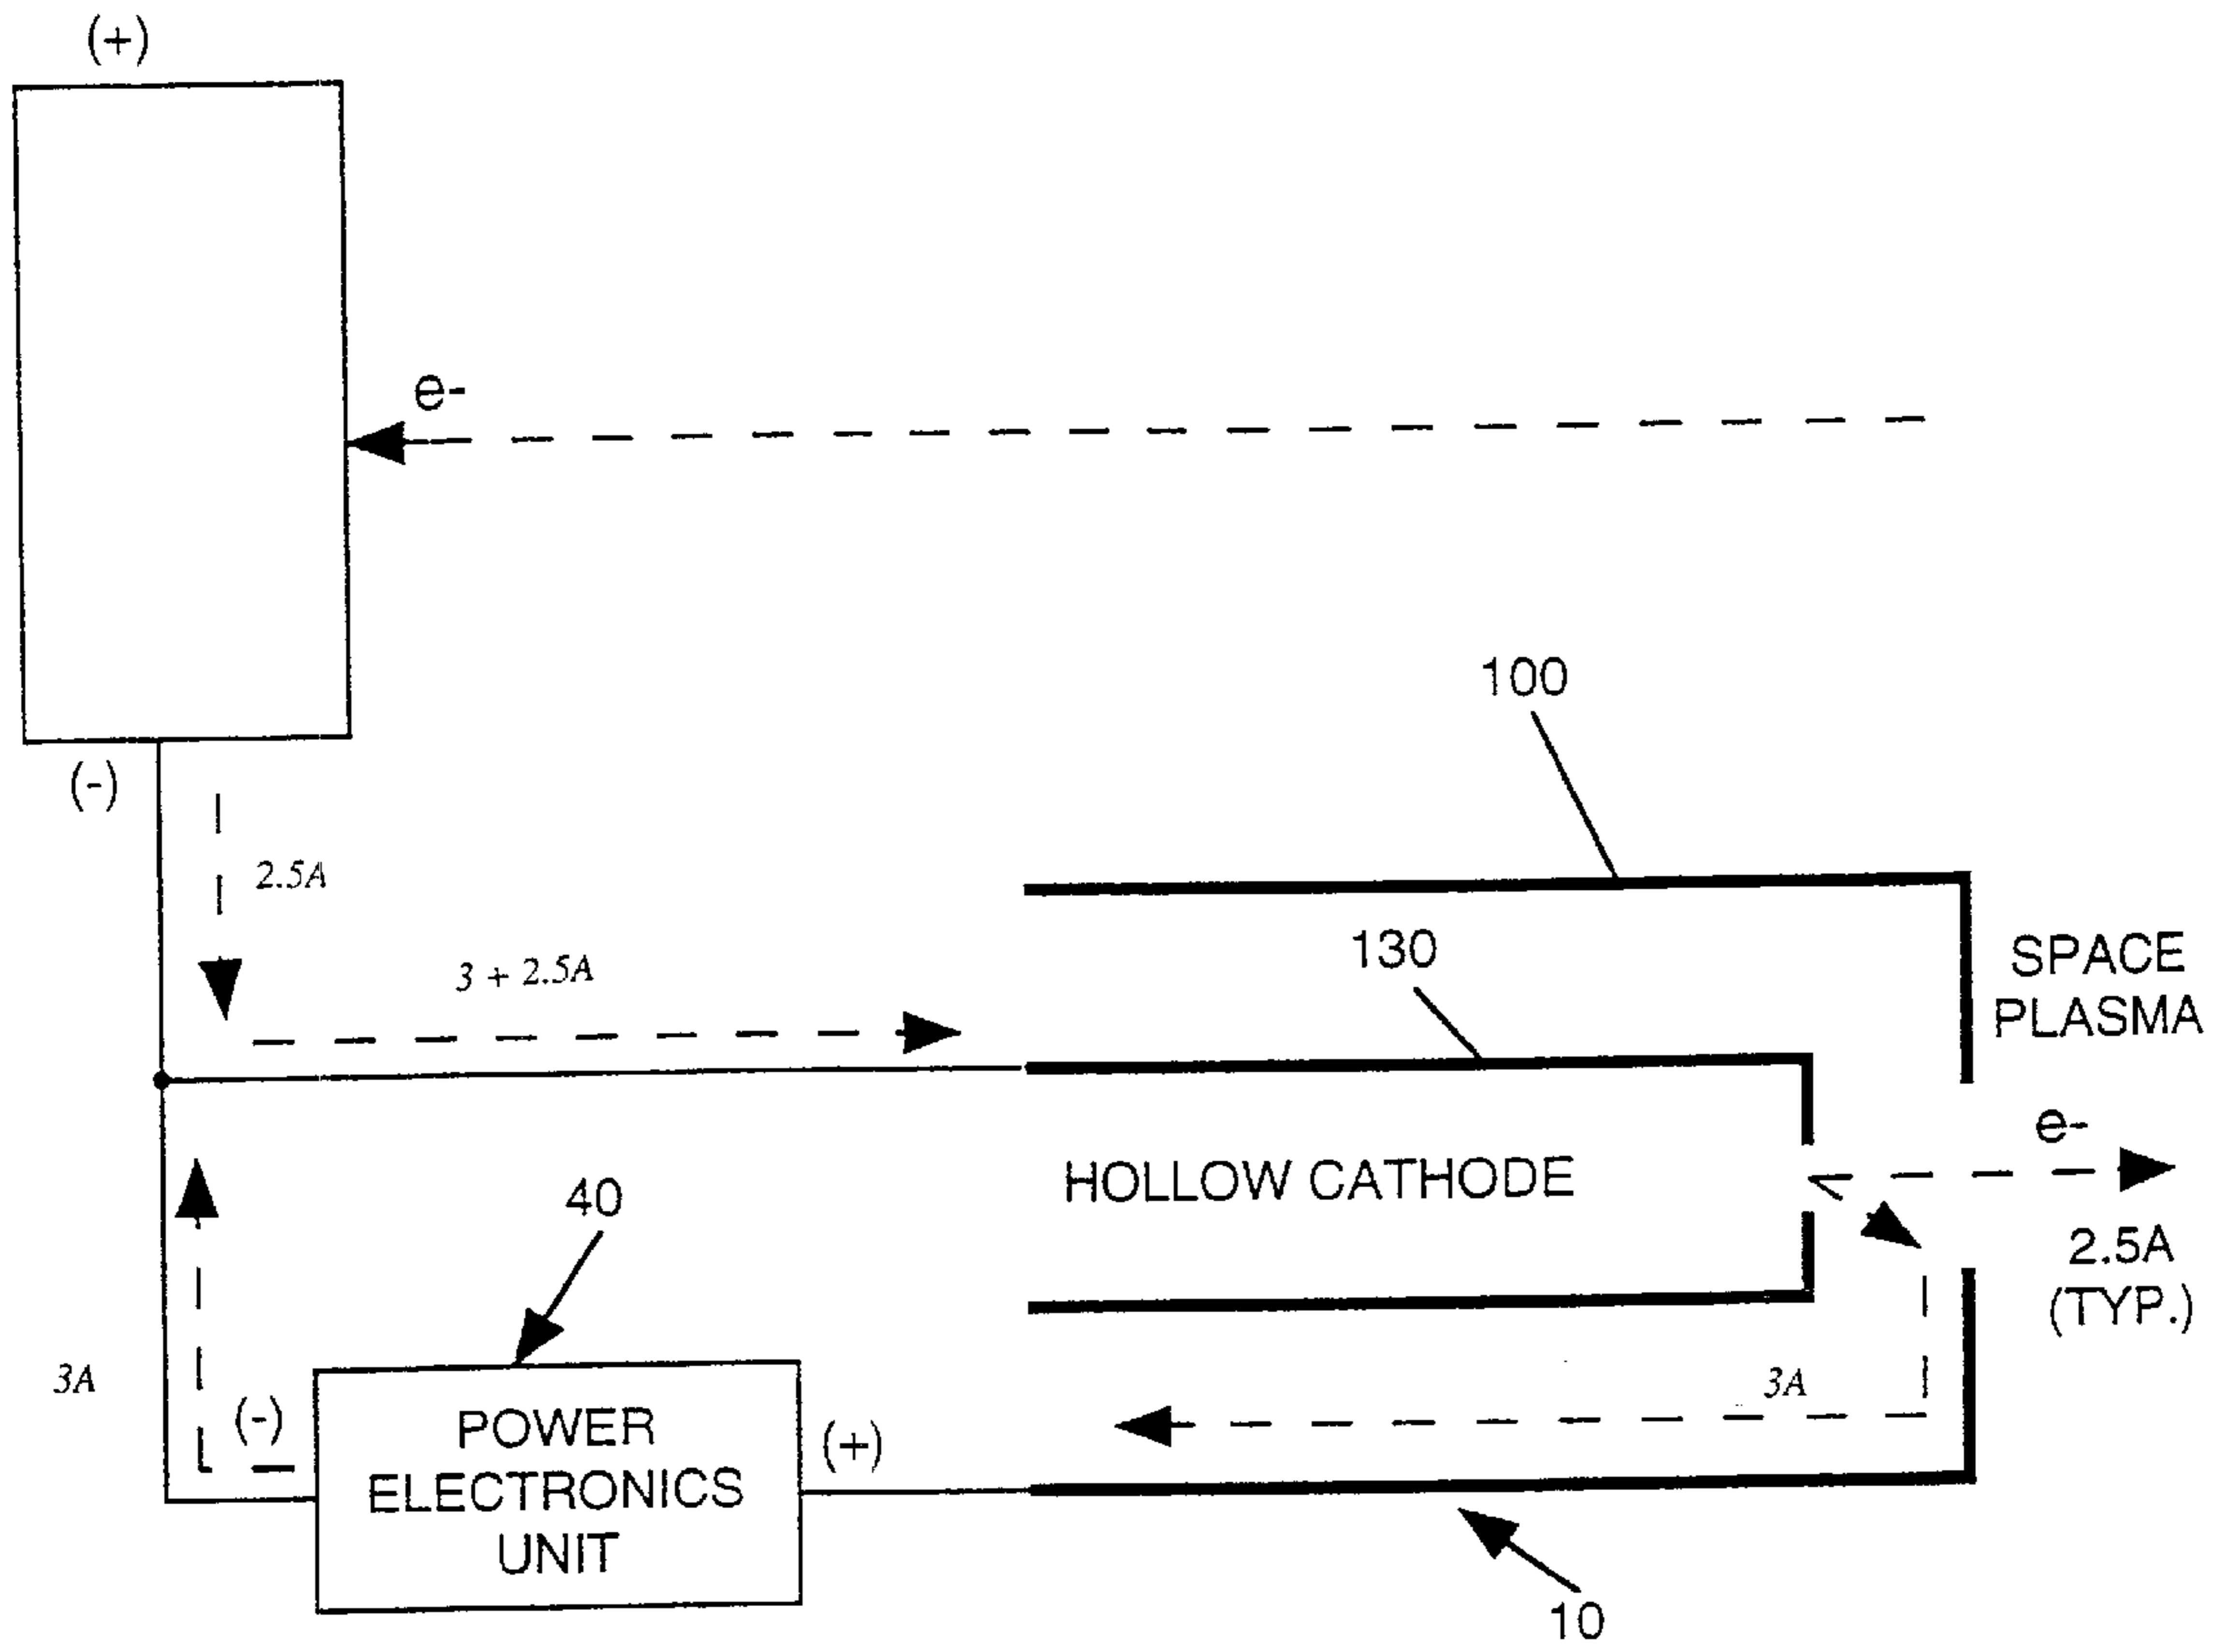 (+)
e-
100
(-)
2.5A
130
3 + 2.5A
SPACE
PLASMA
e-
HOLLOW CATHODE
40
2.5A
(TYP.)
3A
3A
(-)
POWER
ELECTRONICS
UNIT
(+)
10